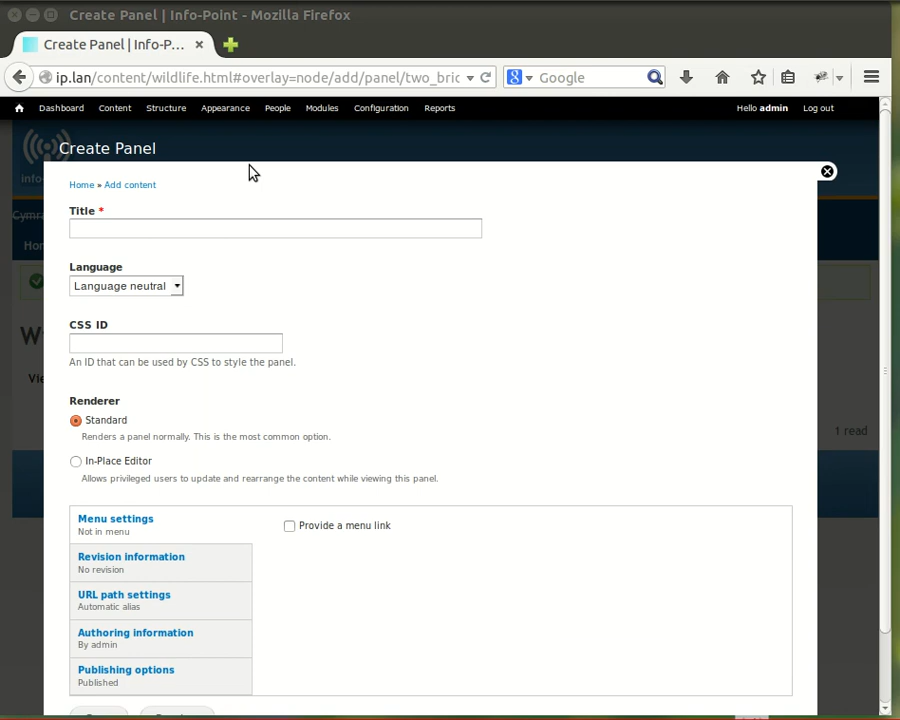 Create Panel | Info-Point - Mozilla Firefox
Create Panel | Info-P...
ip.lan/content/wildlife.html#overlay=node/add/panel/two_bric
Google
Dashboard Content Structure Appearance People Modules Configuration Reports Hello admin Log out
Create Panel
info-
Home » Add content
Cymra
Title *
Hon
Language
Language neutral
CSS ID
Vie
An ID that can be used by CSS to style the panel.
Renderer
Standard
1 read
Renders a panel normally. This is the most common option.
In-Place Editor
Allows privileged users to update and rearrange the content while viewing this panel.
Menu settings
Not in menu
Provide a menu link
Revision information
No revision
URL path settings
Automatic alias
Authoring information
By admin
Publishing options
Published